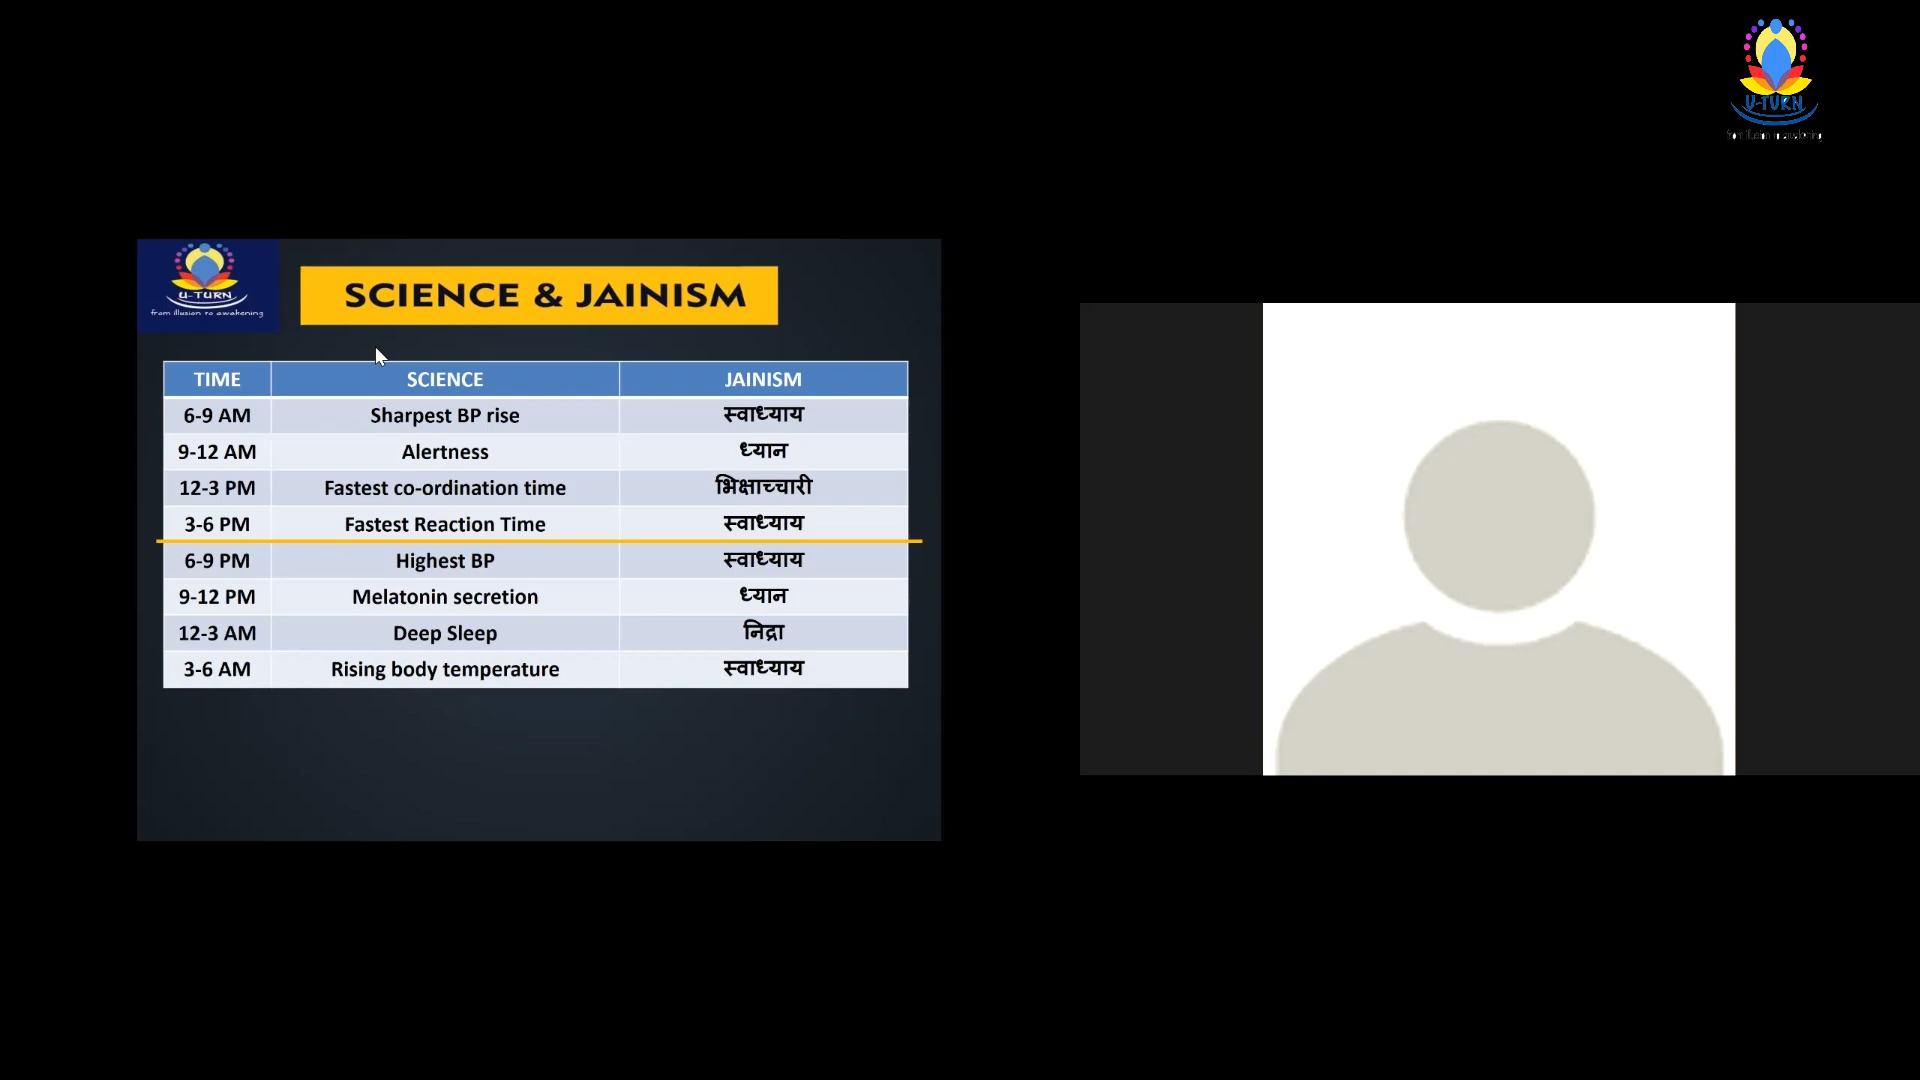 U-TURN
U-TURN
from illusion to awakening
SCIENCE & JAINISM
TIME SCIENCE JAINISM
6-9 AM Sharpest BP rise स्वाध्याय
9-12 AM Alertness ध्यान
12-3 PM Fastest co-ordination time भिक्षाच्चारी
3-6 PM Fastest Reaction Time स्वाध्याय
6-9 PM Highest BP स्वाध्याय
9-12 PM Melatonin secretion ध्यान
12-3 AM Deep Sleep निद्रा
3-6 AM Rising body temperature स्वाध्याय